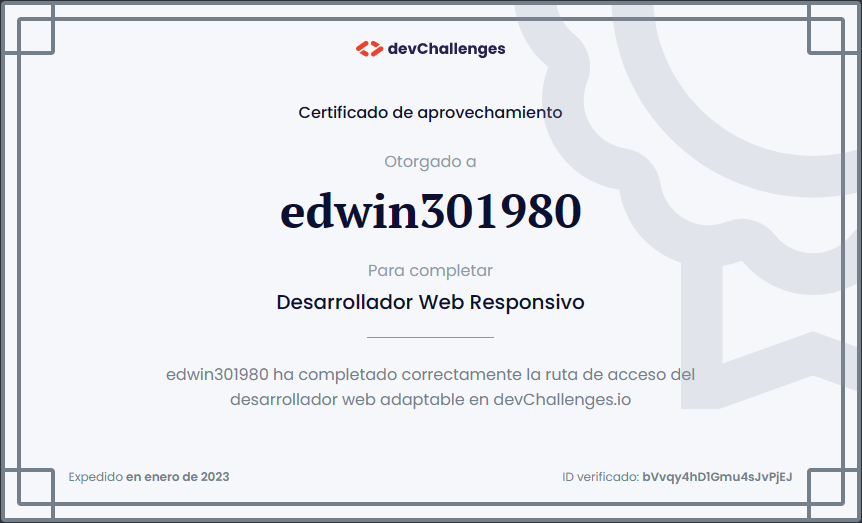 devChallenges
Certificado de aprovechamiento
Otorgado a
edwin301980
Para completar
Desarrollador Web Responsivo
edwin301980 ha completado correctamente la ruta de acceso del
desarrollador web adaptable en devChallenges.io
Expedido en enero de 2023
ID verificado: bVvqy4hD1Gmu4sJvPjEJ